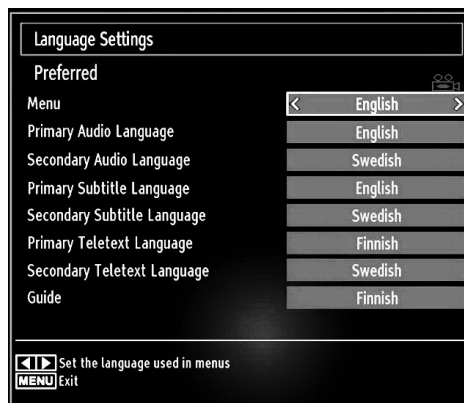 Language Settings
Preferred
Menu < English >
Primary Audio Language English
Secondary Audio Language Swedish
Primary Subtitle Language English
Secondary Subtitle Language Swedish
Primary Teletext Language Finnish
Secondary Teletext Language Swedish
Guide Finnish
Set the language used in menus
MENU Exit